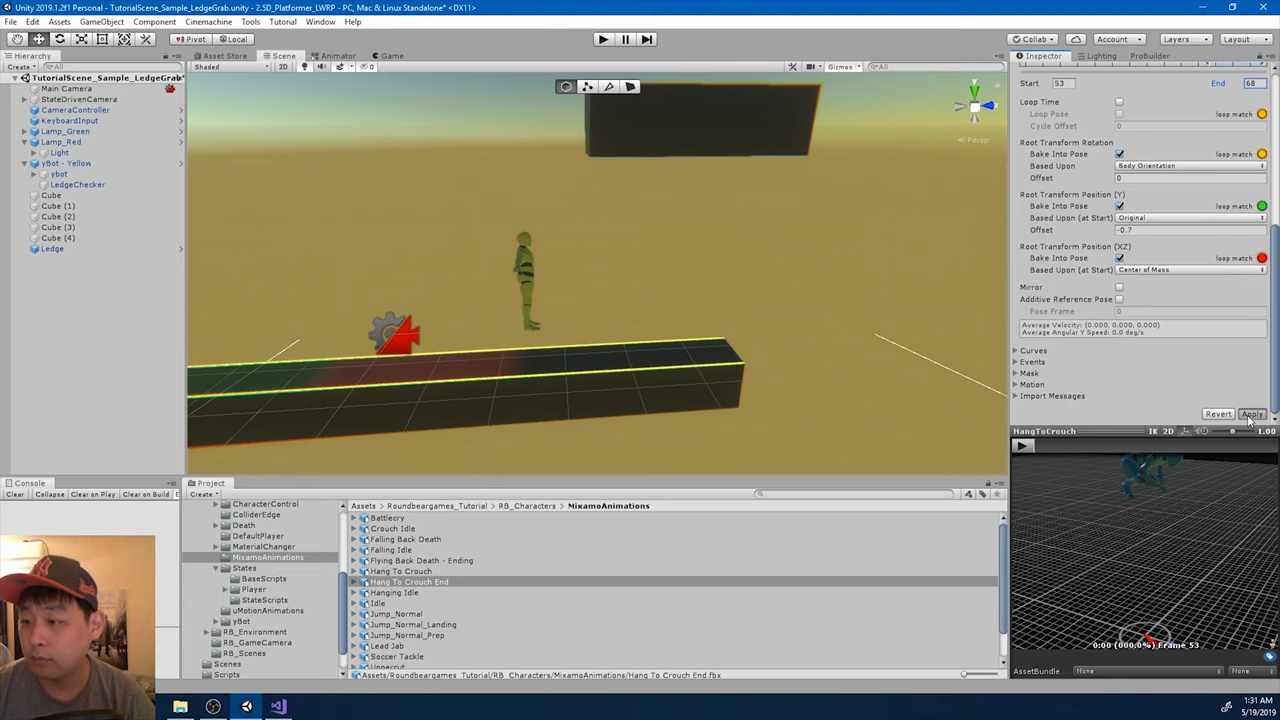 Unity 2019.1.2f1 Personal - TutorialScene_Sample_LedgeGrab.unity - 2.5D_Platformer_LWRP - PC, Mac & Linux Standalone* <DX11>
File Edit Assets GameObject Component Cinemachine Tutorial Window Help
Pivot Local Collab Account Layers Layout
Hierarchy Asset Store Scene Animator Game Inspector Lighting ProBuilder
Create All Shaded 2D 0 Gizmos All
TutorialScene_Sample_LedgeGrab*
Main Camera
StateDrivenCamera
CameraController
KeyboardInput
Lamp_Green
Lamp_Red
Light
yBot - Yellow
ybot
LedgeChecker
Cube
Cube (1)
Cube (2)
Cube (3)
Cube (4)
Ledge
y
Persp
Start 53 End 68
Loop Time
Loop Pose loop match
Cycle Offset 0
Root Transform Rotation
Bake Into Pose loop match
Based Upon Body Orientation
Offset 0
Root Transform Position (Y)
Bake Into Pose loop match
Based Upon (at Start) Original
Offset -0.7
Root Transform Position (XZ)
Bake Into Pose loop match
Based Upon (at Start) Center of Mass
Mirror
Additive Reference Pose
Pose Frame 0
Average Velocity: (0.000, 0.000, 0.000)
Average Angular Y Speed: 0.0 deg/s
Curves
Events
Mask
Motion
Import Messages
Revert Apply
HangToCrouch IK 2D 1.00
0:00 (000.0%) Frame 53
AssetBundle None None
Console Project
Clear Collapse Clear on Play Clear on Build E
Create
CharacterControl
ColliderEdge
Death
DefaultPlayer
MaterialChanger
MixamoAnimations
States
BaseScripts
Player
StateScripts
uMotionAnimations
yBot
RB_Environment
RB_GameCamera
RB_Scenes
Scenes
Scripts
Assets Roundbeargames_Tutorial RB_Characters MixamoAnimations
Battlecry
Crouch Idle
Falling Back Death
Falling Idle
Flying Back Death - Ending
Hang To Crouch
Hang To Crouch End
Hanging Idle
Idle
Jump_Normal
Jump_Normal_Landing
Jump_Normal_Prep
Lead Jab
Soccer Tackle
Uppercut
Assets/Roundbeargames_Tutorial/RB_Characters/MixamoAnimations/Hang To Crouch End.fbx
1:31 AM
5/19/2019